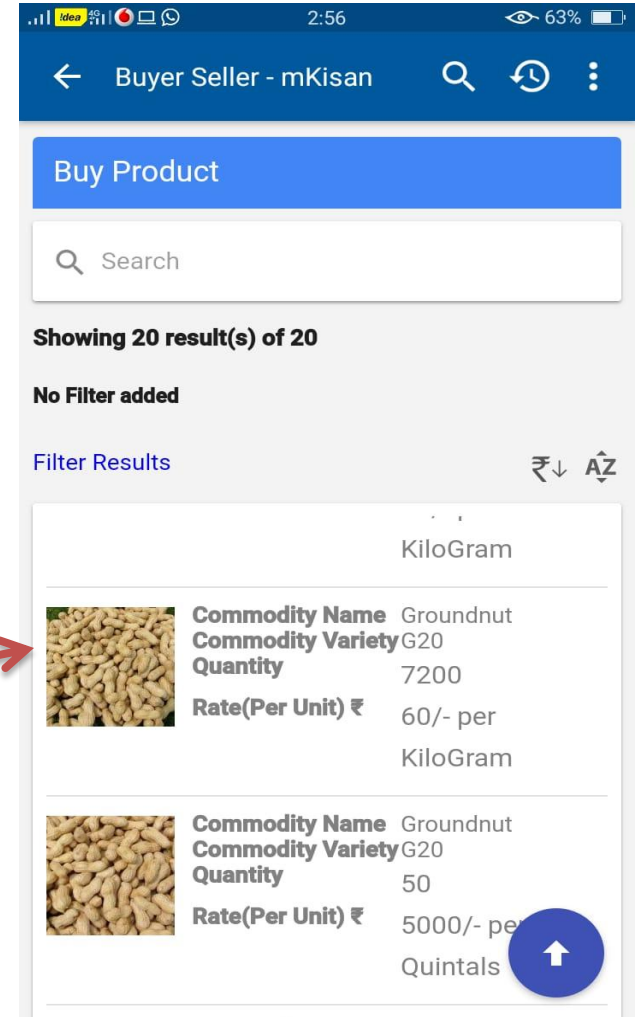 !dea 4G 2:56 63%
Buyer Seller - mKisan
Buy Product
Search
Showing 20 result(s) of 20
No Filter added
Filter Results ₹↓ AZ
KiloGram
Commodity Name Groundnut
Commodity Variety G20
Quantity 7200
Rate(Per Unit) ₹ 60/- per
KiloGram
Commodity Name Groundnut
Commodity Variety G20
Quantity 50
Rate(Per Unit) ₹ 5000/- pe
Quintals